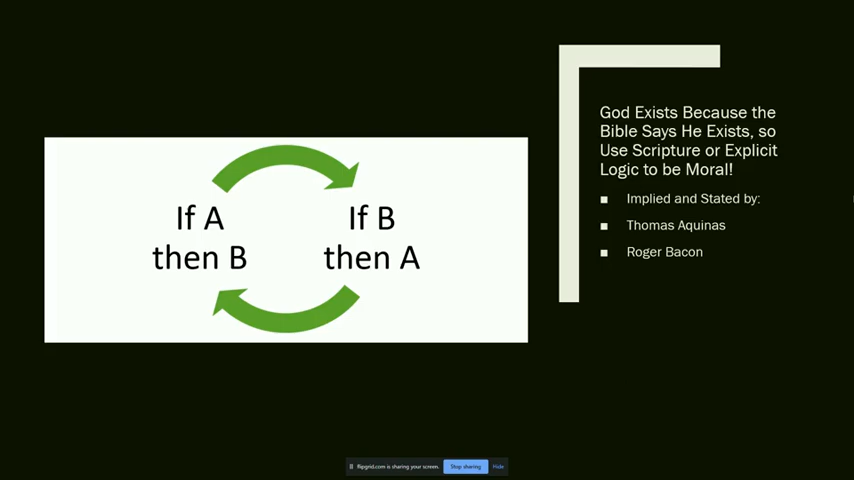 If A
then B
If B
then A
God Exists Because the
Bible Says He Exists, so
Use Scripture or Explicit
Logic to be Moral!
■ Implied and Stated by:
■ Thomas Aquinas
■ Roger Bacon
flipgrid.com is sharing your screen.
Stop sharing
Hide